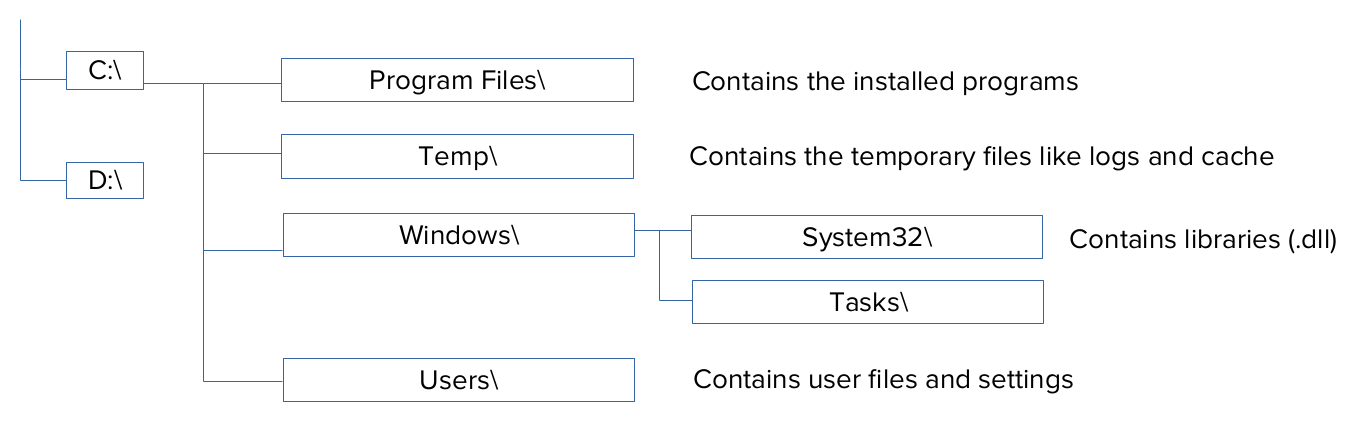 C:\
Program Files\
Contains the installed programs
Temp\
Contains the temporary files like logs and cache
D:\
Windows\
System32\
Contains libraries (.dll)
Tasks\
Users\
Contains user files and settings